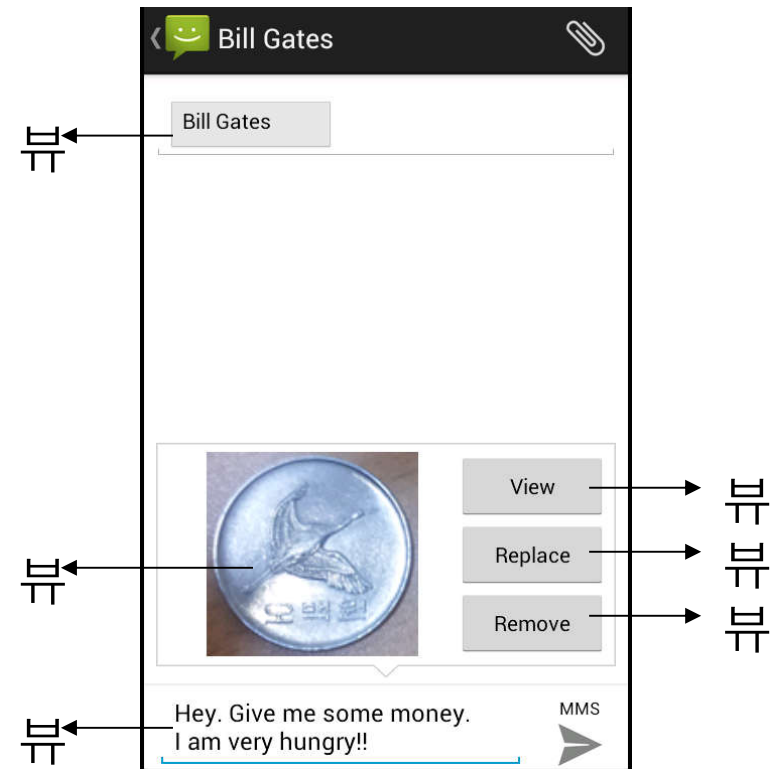 Bill Gates
뷰
Bill Gates
View
뷰
Replace
뷰
뷰
오백원
Remove
뷰
뷰
Hey. Give me some money.
I am very hungry!!
MMS